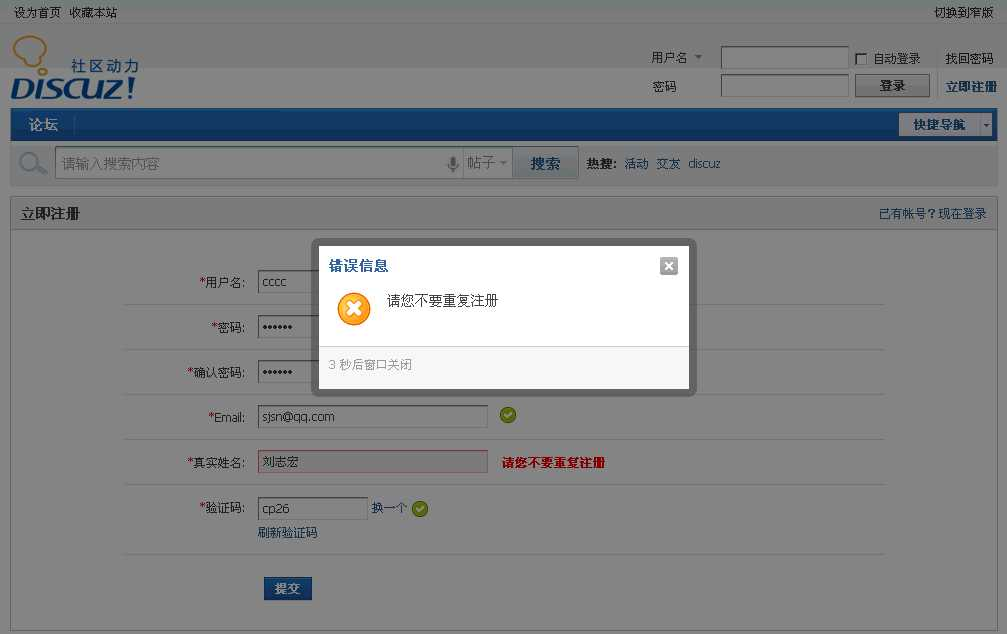 设为首页 收藏本站 切换到窄版
社区动力
DISCUZ!
用户名 自动登录 找回密码
密码 登录 立即注册
论坛 快捷导航
请输入搜索内容 帖子 搜索 热搜: 活动 交友 discuz
立即注册 已有帐号？现在登录
错误信息
请您不要重复注册
3 秒后窗口关闭
*用户名: cccc
*密码: ••••••
*确认密码: ••••••
*Email: sjsn@qq.com
*真实姓名: 刘志宏 请您不要重复注册
*验证码: cp26 换一个
刷新验证码
提交